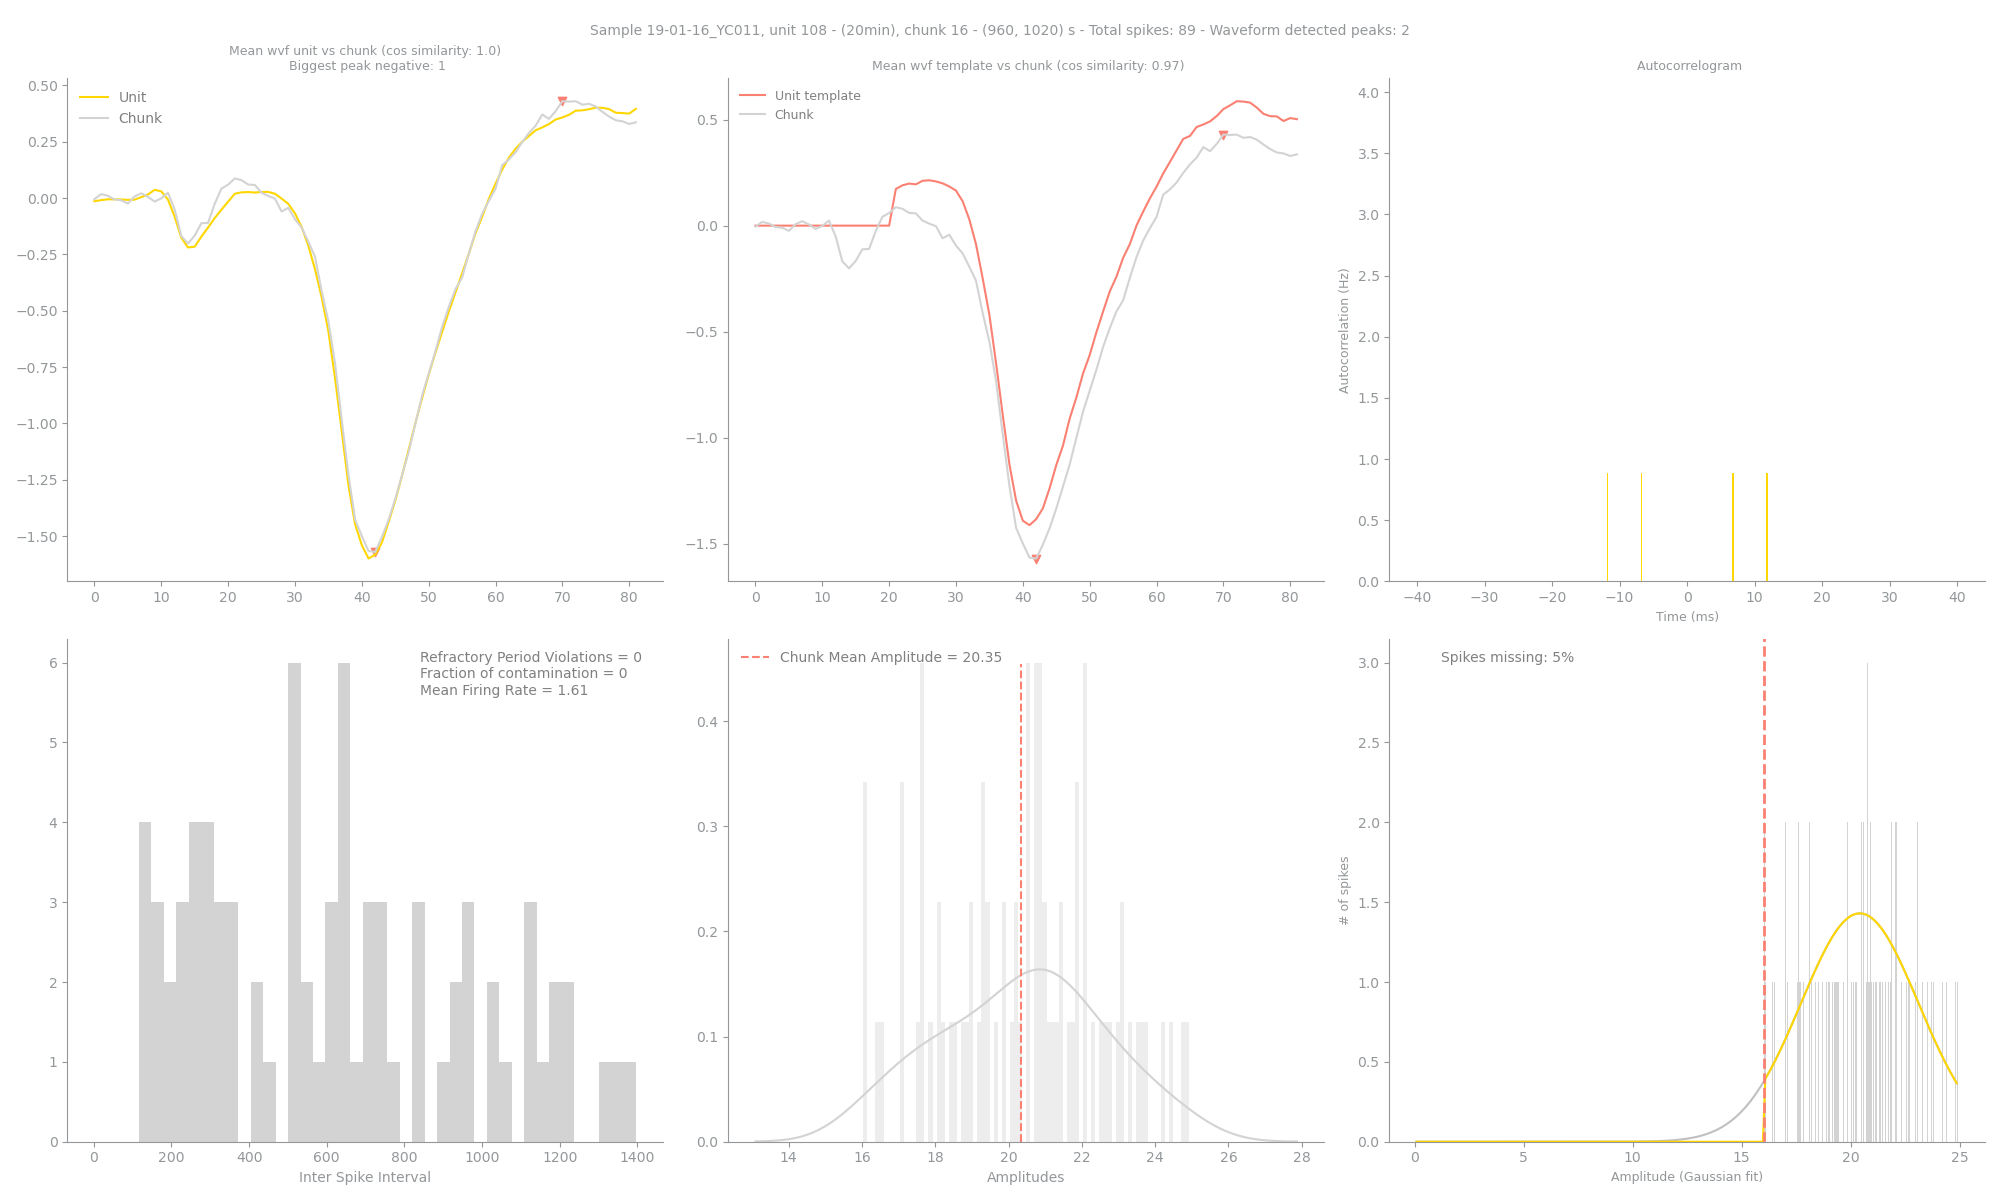 Sample 19-01-16_YC011, unit 108 - (20min), chunk 16 - (960, 1020) s - Total spikes: 89 - Waveform detected peaks: 2
Mean wvf unit vs chunk (cos similarity: 1.0)
Biggest peak negative: 1
Unit
Chunk
0.50
0.25
0.00
−0.25
−0.50
−0.75
−1.00
−1.25
−1.50
0 10 20 30 40 50 60 70 80
Mean wvf template vs chunk (cos similarity: 0.97)
Unit template
Chunk
0.5
0.0
−0.5
−1.0
−1.5
0 10 20 30 40 50 60 70 80
Autocorrelogram
Autocorrelation (Hz)
4.0
3.5
3.0
2.5
2.0
1.5
1.0
0.5
0.0
−40 −30 −20 −10 0 10 20 30 40
Time (ms)
Refractory Period Violations = 0
Fraction of contamination = 0
Mean Firing Rate = 1.61
6
5
4
3
2
1
0
0 200 400 600 800 1000 1200 1400
Inter Spike Interval
Chunk Mean Amplitude = 20.35
0.4
0.3
0.2
0.1
0.0
14 16 18 20 22 24 26 28
Amplitudes
Spikes missing: 5%
# of spikes
3.0
2.5
2.0
1.5
1.0
0.5
0.0
0 5 10 15 20 25
Amplitude (Gaussian fit)